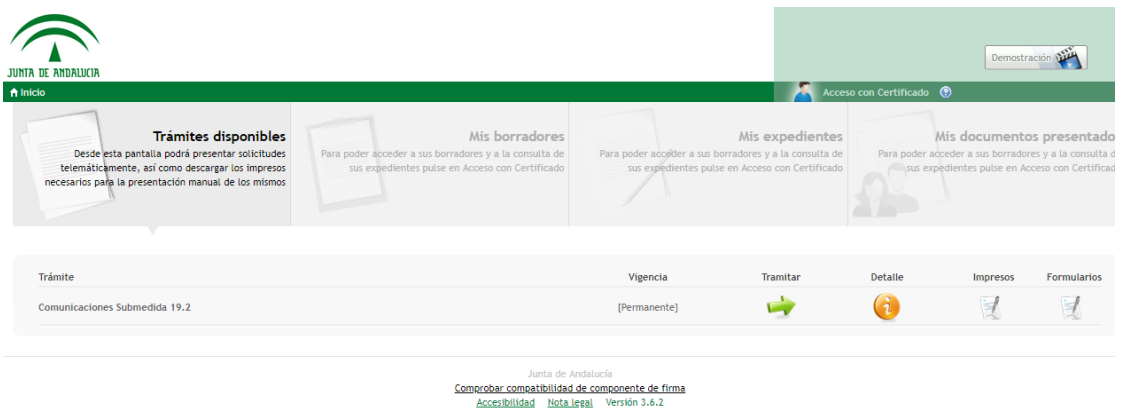 JUNTA DE ANDALUCIA
Demostración
Inicio
Acceso con Certificado
Trámites disponibles
Desde esta pantalla podrá presentar solicitudes
telemáticamente, así como descargar los impresos
necesarios para la presentación manual de los mismos
Mis borradores
Para poder acceder a sus borradores y a la consulta de
sus expedientes pulse en Acceso con Certificado
Mis expedientes
Para poder acceder a sus borradores y a la consulta de
sus expedientes pulse en Acceso con Certificado
Mis documentos presentado
Para poder acceder a sus borradores y a la consulta d
sus expedientes pulse en Acceso con Certificad
Trámite Vigencia Tramitar Detalle Impresos Formularios
Comunicaciones Submedida 19.2 [Permanente]
Junta de Andalucía
Comprobar compatibilidad de componente de firma
Accesibilidad Nota legal Versión 3.6.2